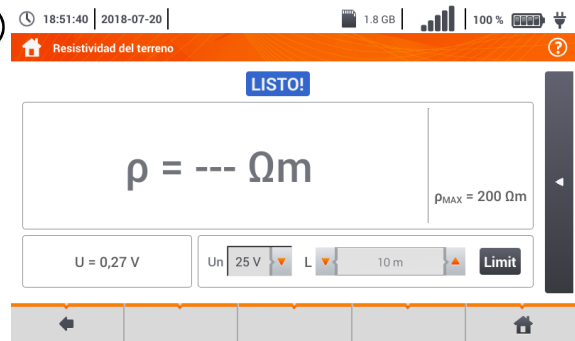 18:51:40 2018-07-20 1.8 GB 100 %
Resistividad del terreno ?
LISTO!
ρ = --- Ωm
ρMAX = 200 Ωm
U = 0,27 V
Un 25 V L 10 m Limit